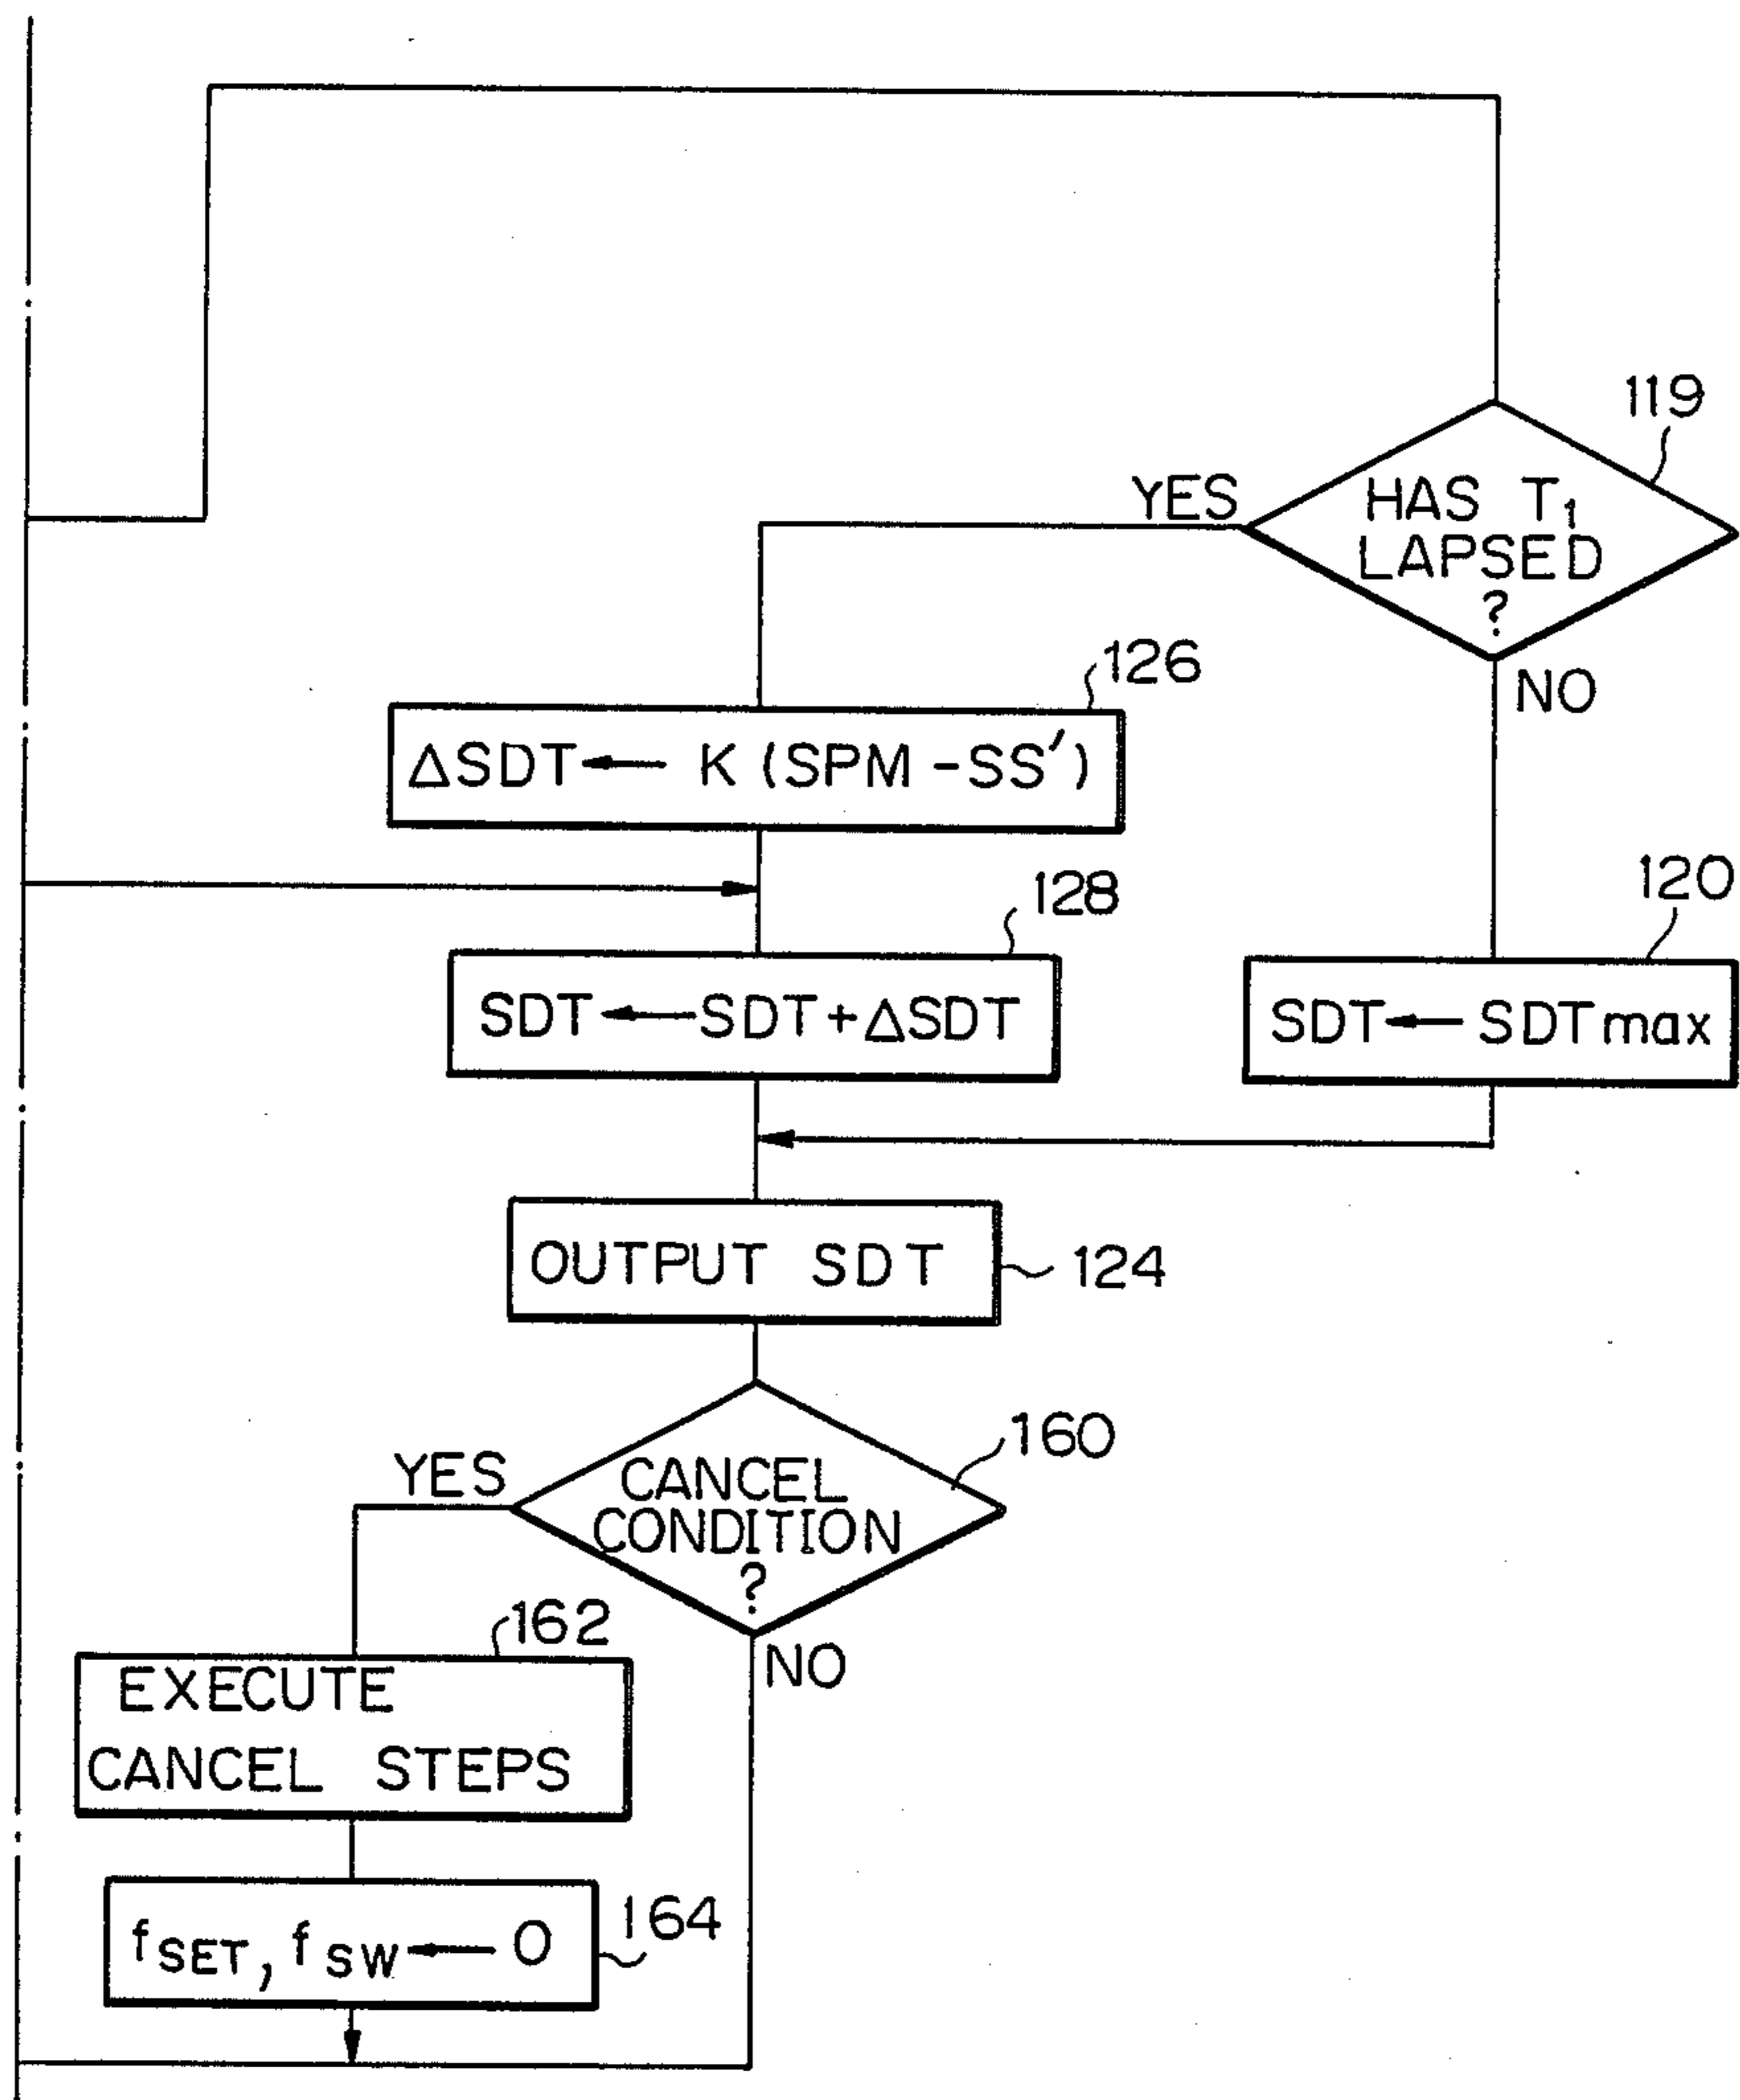 119
YES
HAS T₁
LAPSED
?
NO
126
ΔSDT ← K (SPM - SS')
128
SDT ← SDT + ΔSDT
120
SDT ← SDTmax
OUTPUT SDT
124
160
YES
CANCEL
CONDITION
?
NO
162
EXECUTE
CANCEL STEPS
164
fSET, fSW ← 0